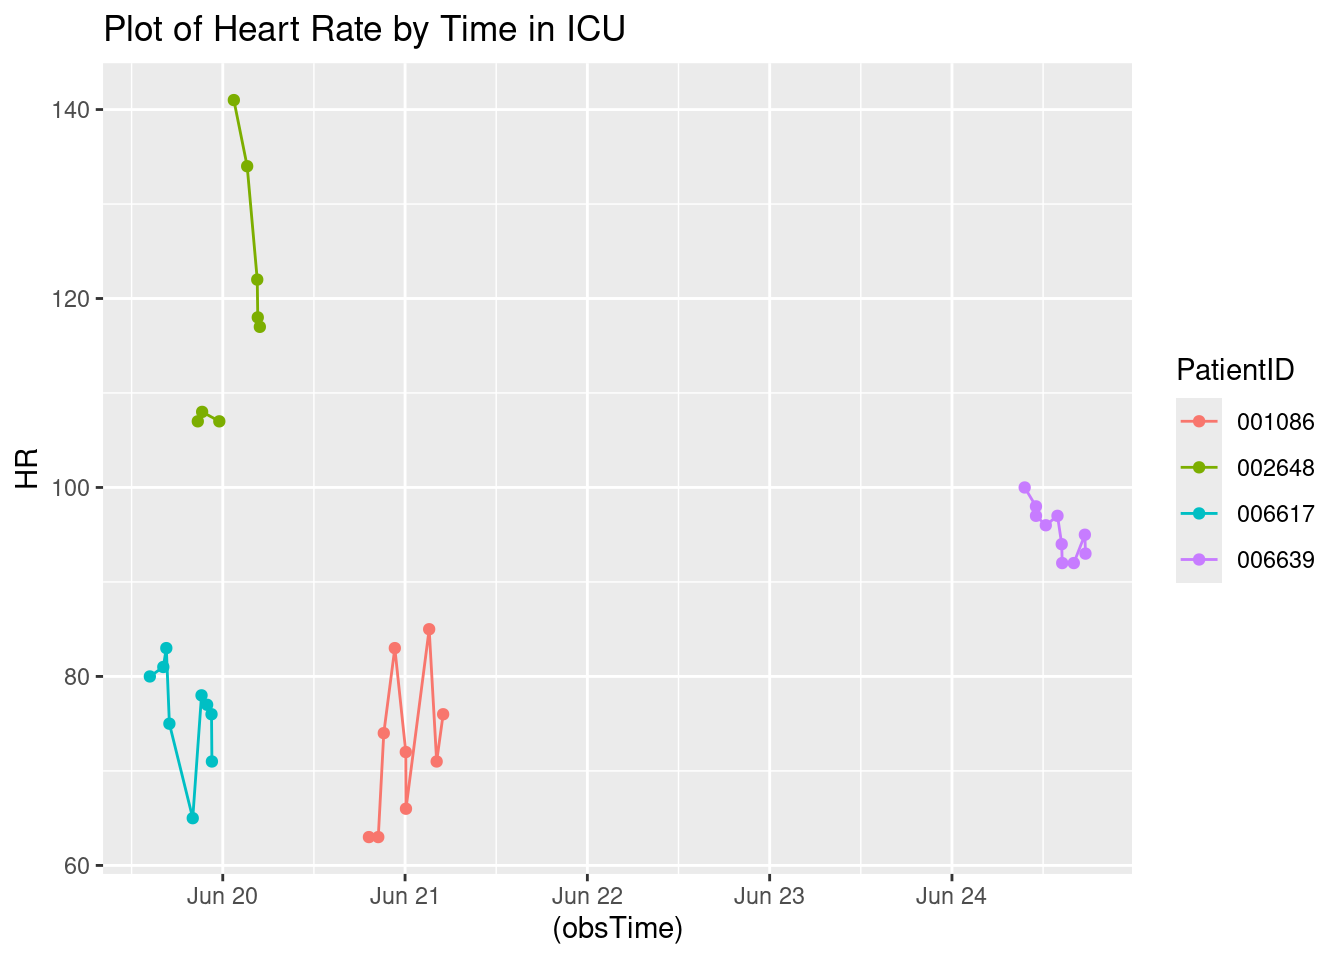 Plot of Heart Rate by Time in ICU
140
120
100
80
60
HR
Jun 20 Jun 21 Jun 22 Jun 23 Jun 24
(obsTime)
PatientID
001086
002648
006617
006639